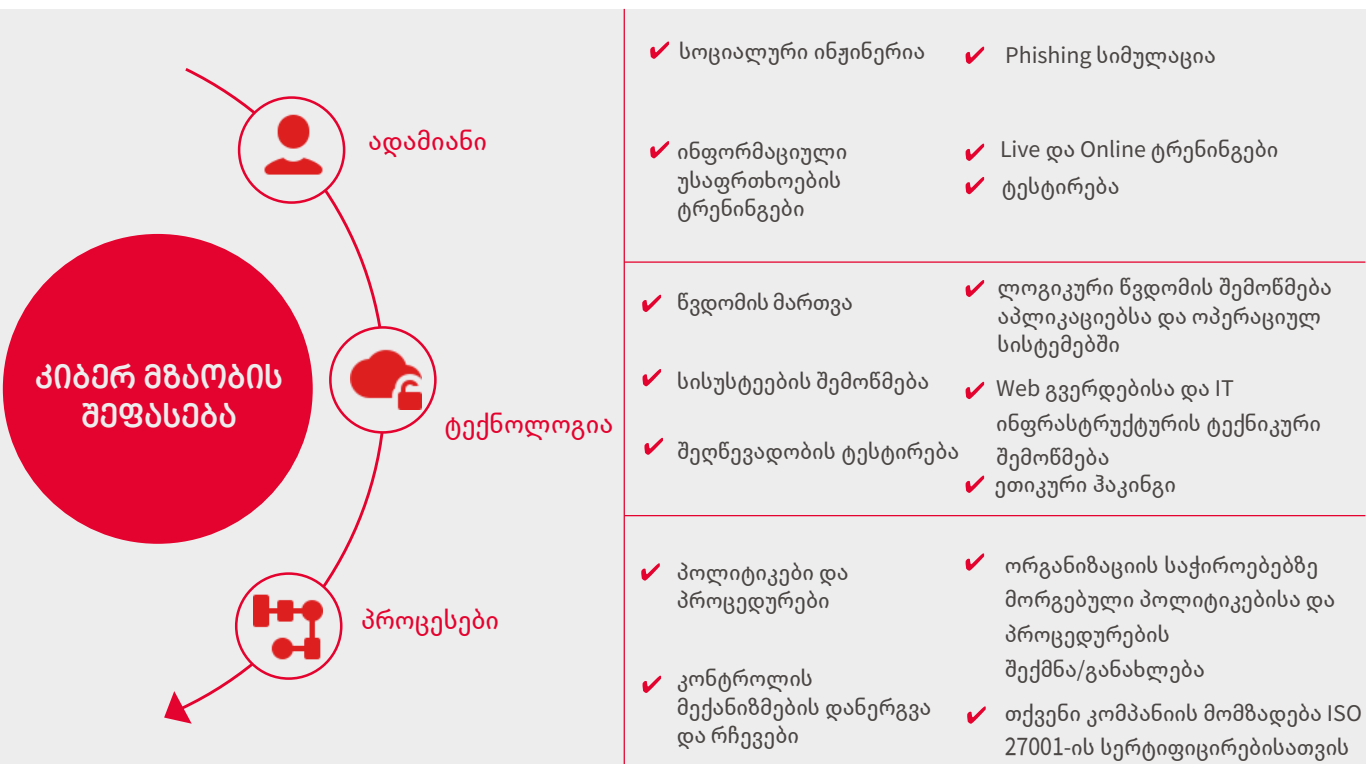 კიბერ მზაობის
შეფასება
ადამიანი
სოციალური ინჟინერია
Phishing სიმულაცია
ინფორმაციული
უსაფრთხოების
ტრენინგები
Live და Online ტრენინგები
ტესტირება
ტექნოლოგია
წვდომის მართვა
სისუსტეების შემოწმება
შეღწევადობის ტესტირება
ლოგიკური წვდომის შემოწმება
აპლიკაციებსა და ოპერაციულ
სისტემებში
Web გვერდებისა და IT
ინფრასტრუქტურის ტექნიკური
შემოწმება
ეთიკური ჰაკინგი
პროცესები
პოლიტიკები და
პროცედურები
კონტროლის
მექანიზმების დანერგვა
და რჩევები
ორგანიზაციის საჭიროებებზე
მორგებული პოლიტიკებისა და
პროცედურების
შექმნა/განახლება
თქვენი კომპანიის მომზადება ISO
27001-ის სერტიფიცირებისათვის